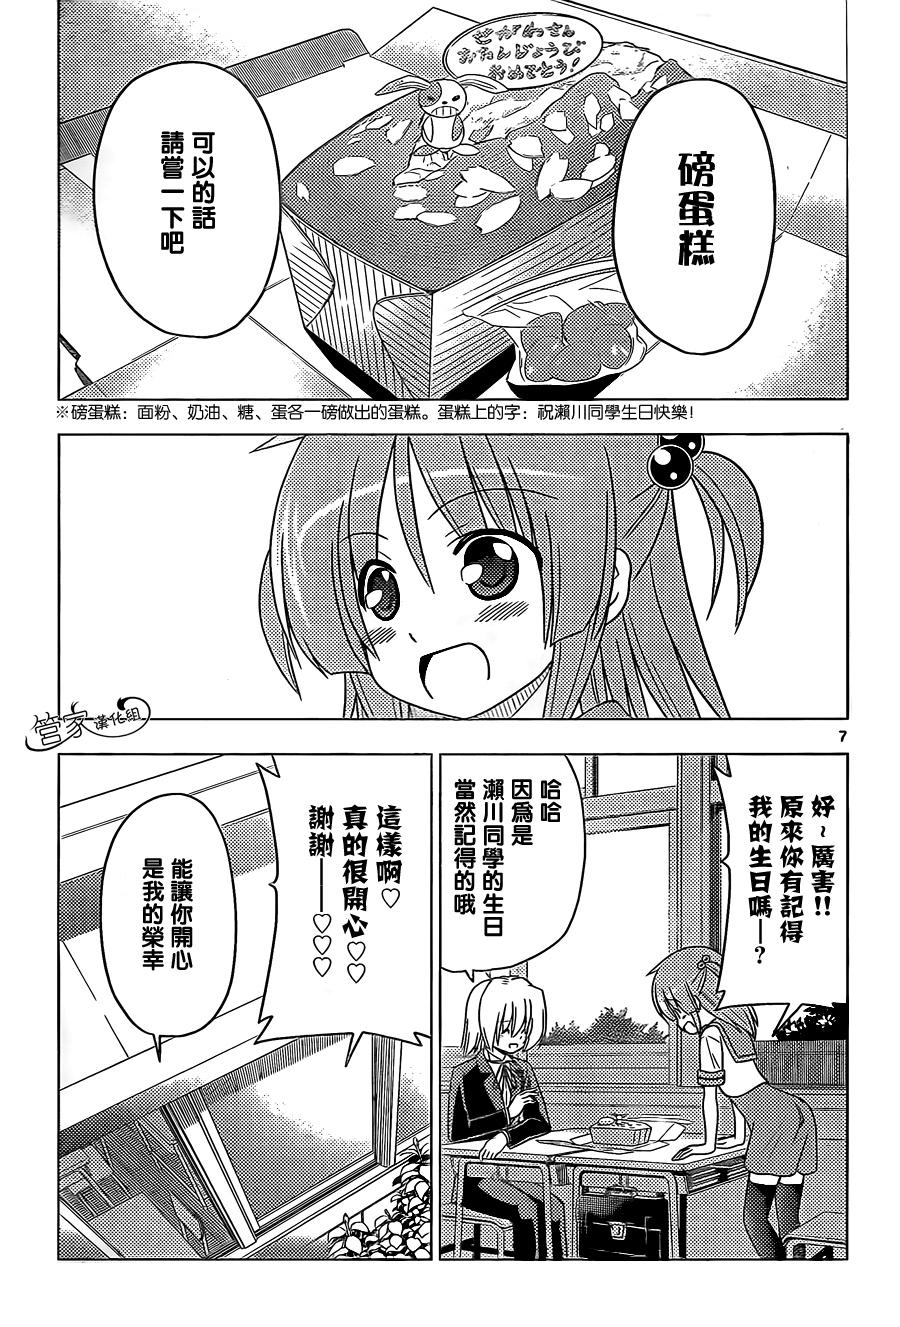 せがわさん
おたんじょうび
おめでとう!
磅蛋糕
可以的話
請嘗一下吧
※磅蛋糕：面粉、奶油、糖、蛋各一磅做出的蛋糕。蛋糕上的字：祝瀨川同學生日快樂!
管家漢化組
7
好~厲害!!
原來你有記得
我的生日嗎—?
哈哈
因為是
瀨川同學的生日
當然記得的哦
這樣啊♡
真的很開心♡♡
謝謝——♡♡♡
能讓你開心
是我的榮幸